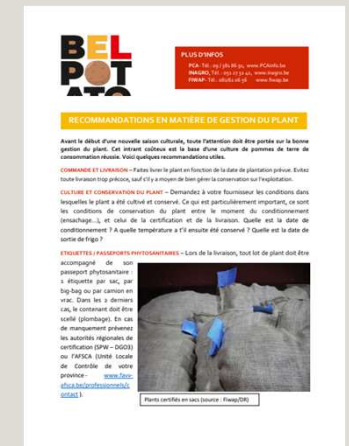 BEL
POT
ATO
PLUS D'INFOS
PCA- Tél.
www.PCAinfo.be
INAGRO, Tél.
www.inagro.be
FIWAP- Tél.
www.fiwap.be
RECOMMANDATIONS EN MATIÈRE DE GESTION DU PLANT
Avant le début d'une nouvelle saison culturale, toute l'attention doit être portée sur la bonne
gestion du plant. Cet intrant coûteux est la base d'une culture de pommes de terre de
consommation réussie. Voici quelques recommandations utiles.
COMMANDE ET LIVRAISON – Faites livrer le plant en fonction de la date de plantation prévue. Evitez
toute livraison trop précoce, sauf s'il y a moyen de bien gérer la conservation sur l'exploitation.
CULTURE ET CONSERVATION DU PLANT – Demandez à votre fournisseur les conditions dans
lesquelles le plant a été cultivé et conservé. Ce qui est particulièrement important, ce sont
les conditions de conservation du plant entre le moment du conditionnement
(ensachage...), et celui de la certification et de la livraison. Quelle est la date de
conditionnement ? A quelle température a t'il ensuite été conservé ? Quelle est la date de
sortie de frigo ?
ETIQUETTES / PASSEPORTS PHYTOSANITAIRES – Lors de la livraison, tout lot de plant doit être
accompagné de son
passeport phytosanitaire :
1 étiquette par sac, par
big-bag ou par camion en
vrac. Dans les 2 derniers
cas, le contenant doit être
scellé (plombage). En cas
de manquement prévenez
les autorités régionales de
certification (SPW – DGO3)
ou l'AFSCA (Unité Locale
de Contrôle de votre
province - www.favv-
afsca.be/professionnels/c
ontact ).
Plants certifiés en sacs (source : Fiwap/DR)